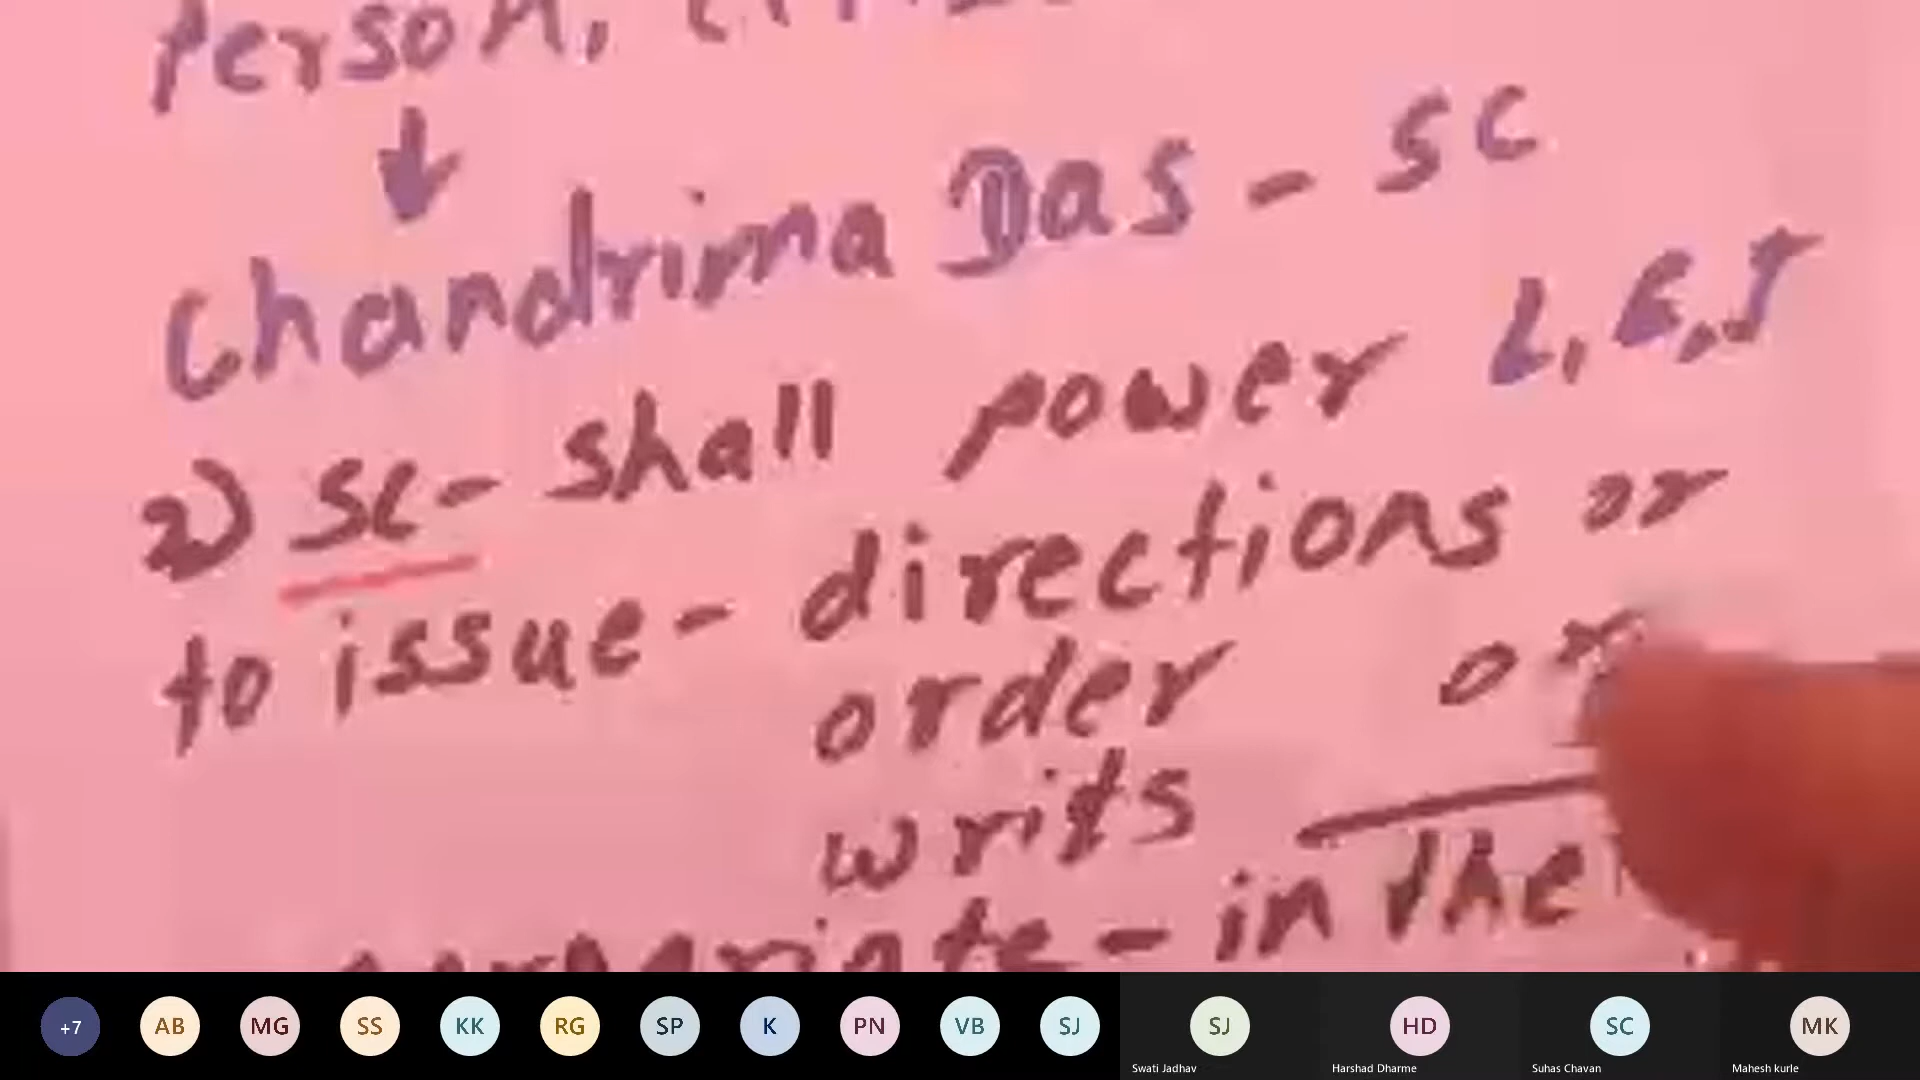 Person,
Chandrima Das - SC
L, E, J
2) SC - shall power
to issue - directions or
order or
writs
appropriate - in the
+7 AB MG SS KK RG SP K PN VB SJ SJ HD SC MK
Swati Jadhav Harshad Dharme Suhas Chavan Mahesh kurle